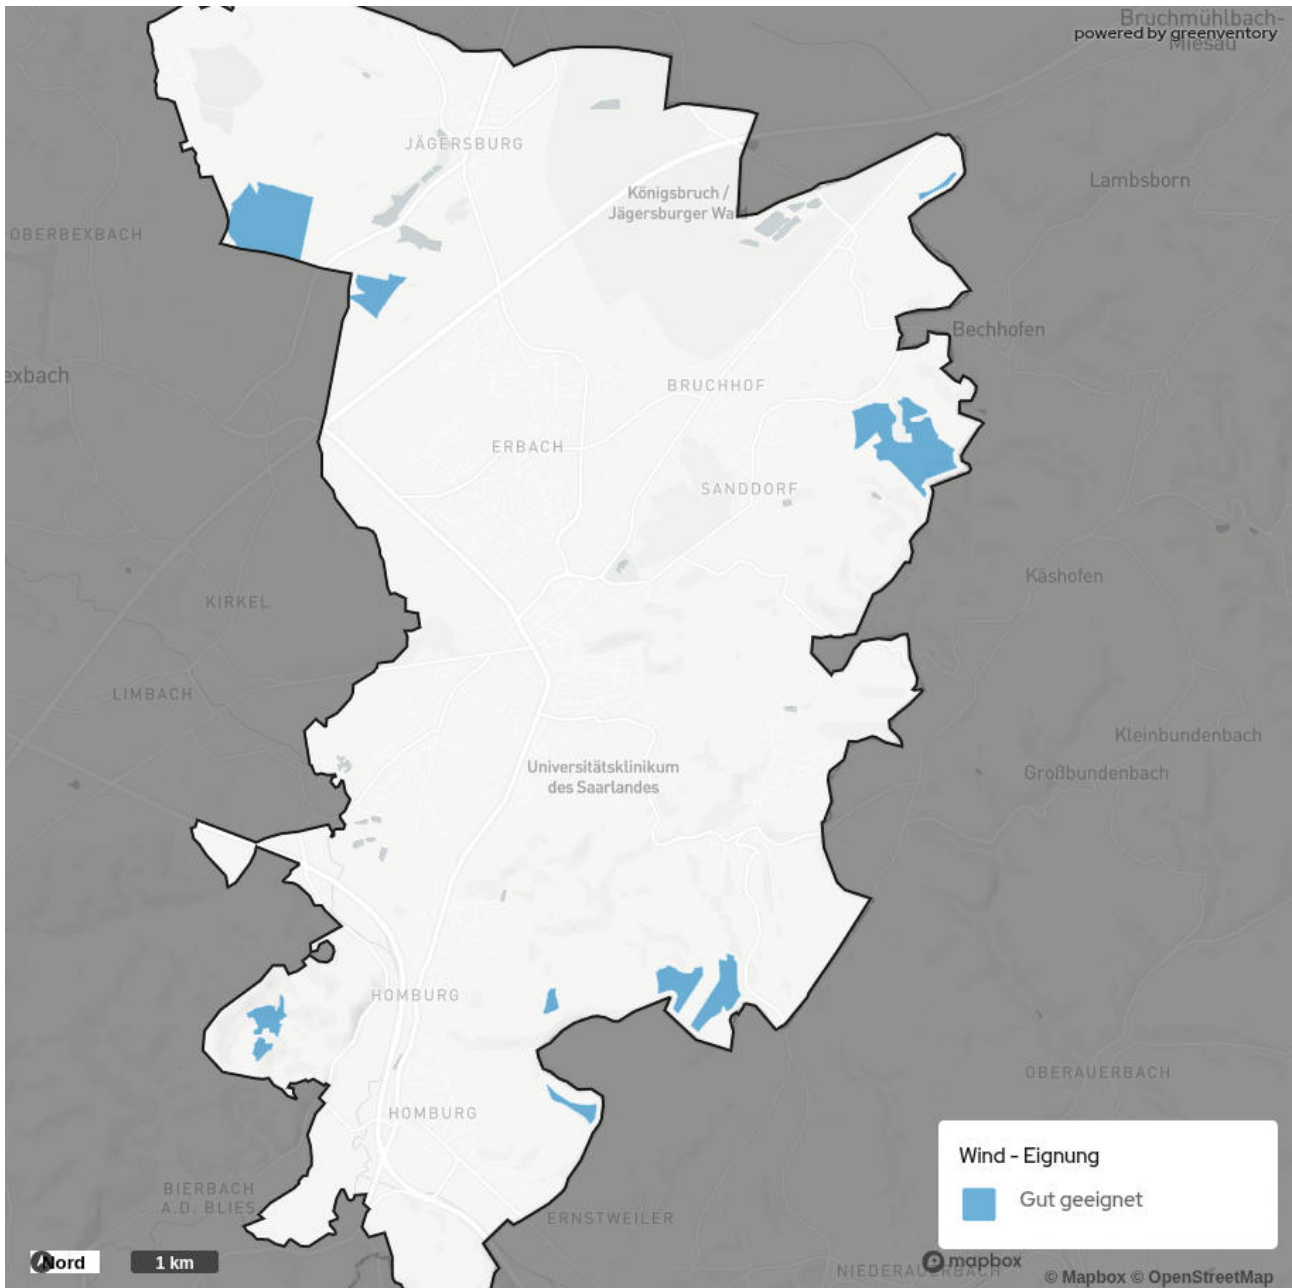 Bruchmühlbach-
Miesau
powered by greenventory
JÄGERSBURG
Königsbruch /
Jägersburger Wald
Lambsborn
OBERBEXBACH
Bechhofen
exbach
BRUCHHOF
ERBACH
SANDDORF
Käshofen
KIRKEL
LIMBACH
Kleinbundenbach
Universitätsklinikum
des Saarlandes
Großbundenbach
HOMBURG
OBERAUERBACH
HOMBURG
Wind - Eignung
Gut geeignet
BIERBACH
A.D. BLIES
ERNSTWEILER
Nord
1 km
mapbox
NIEDERAUERBACH
© Mapbox © OpenStreetMap